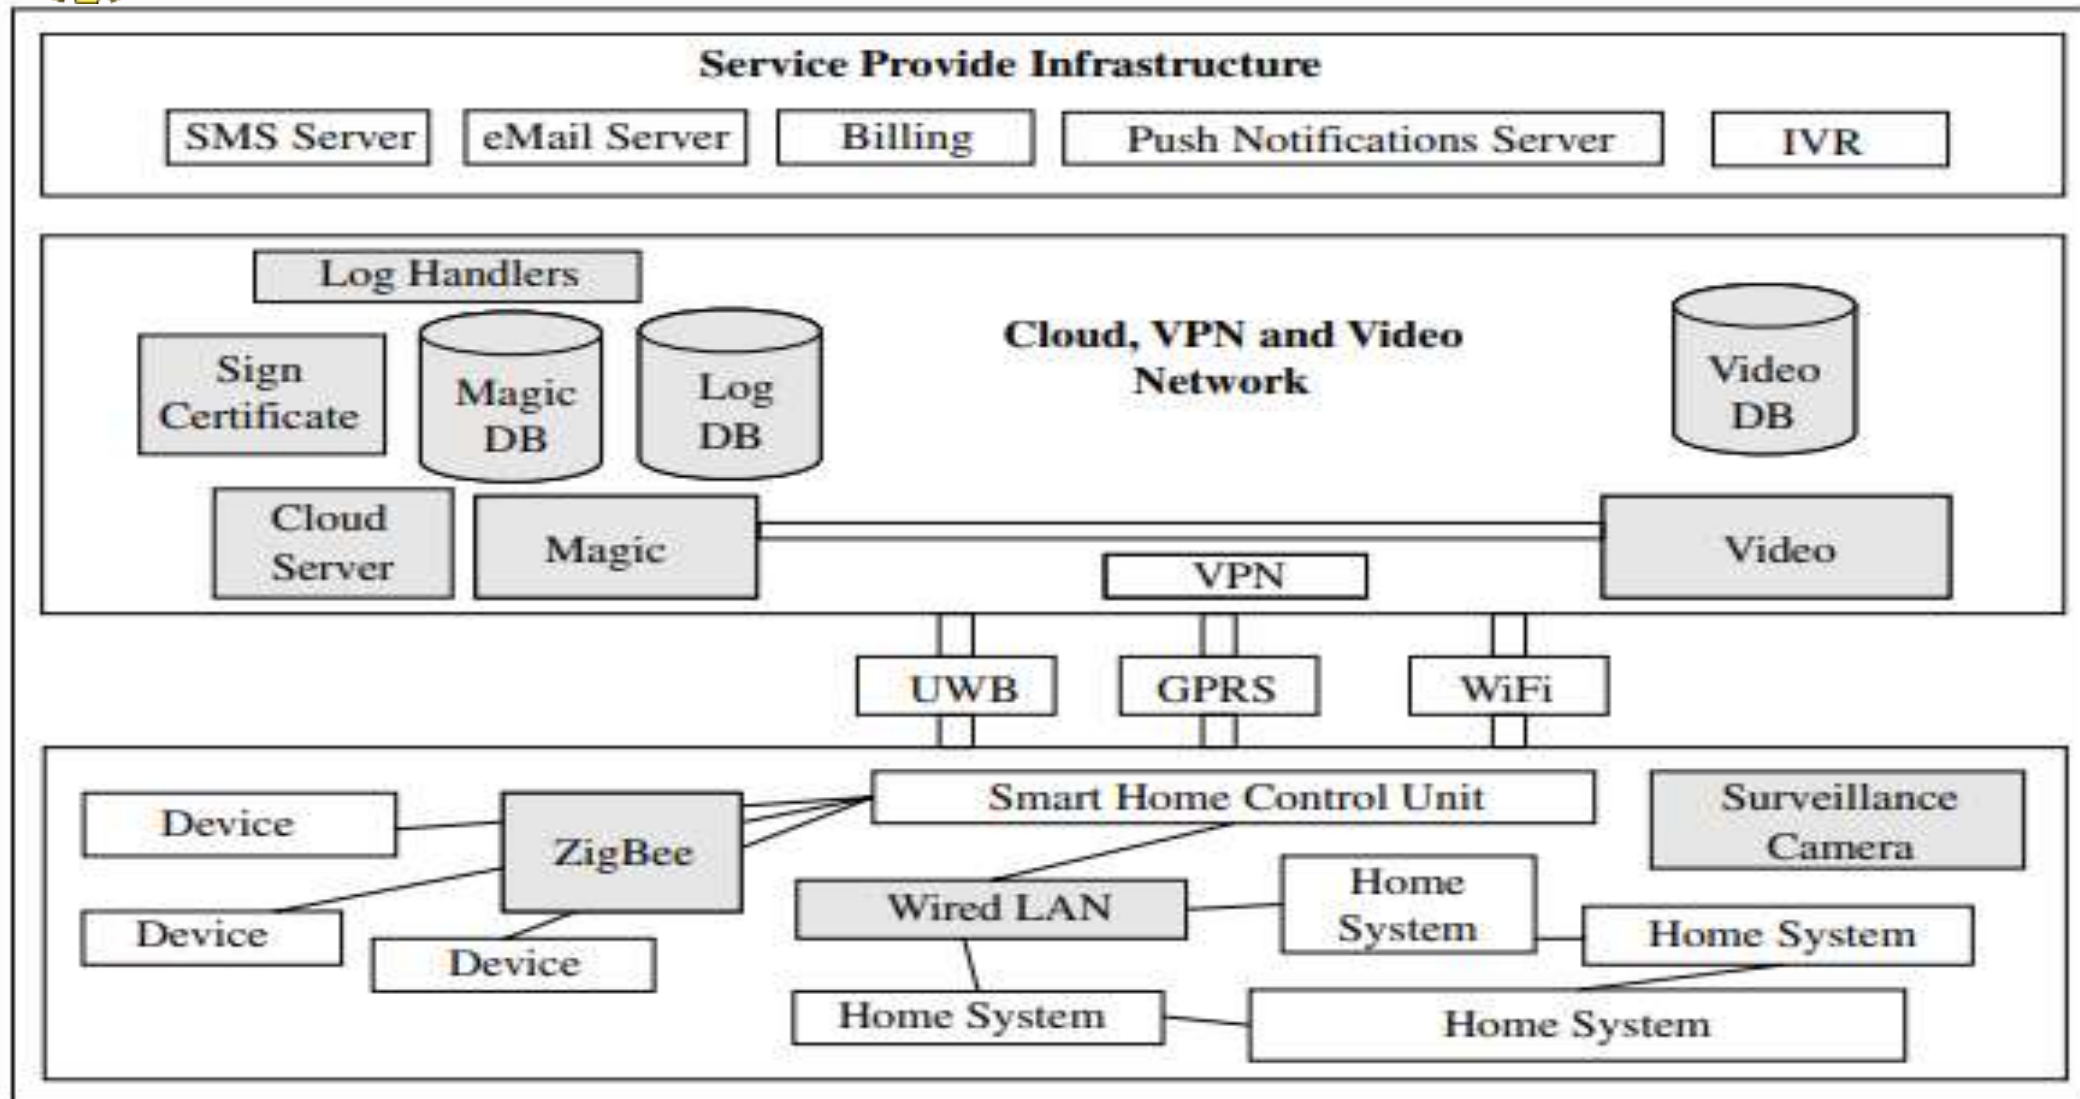 Service Provide Infrastructure
SMS Server
eMail Server
Billing
Push Notifications Server
IVR
Log Handlers
Sign
Certificate
Magic
DB
Log
DB
Cloud, VPN and Video
Network
Video
DB
Cloud
Server
Magic
VPN
Video
UWB
GPRS
WiFi
Device
ZigBee
Smart Home Control Unit
Surveillance
Camera
Device
Device
Wired LAN
Home
System
Home System
Home System
Home System